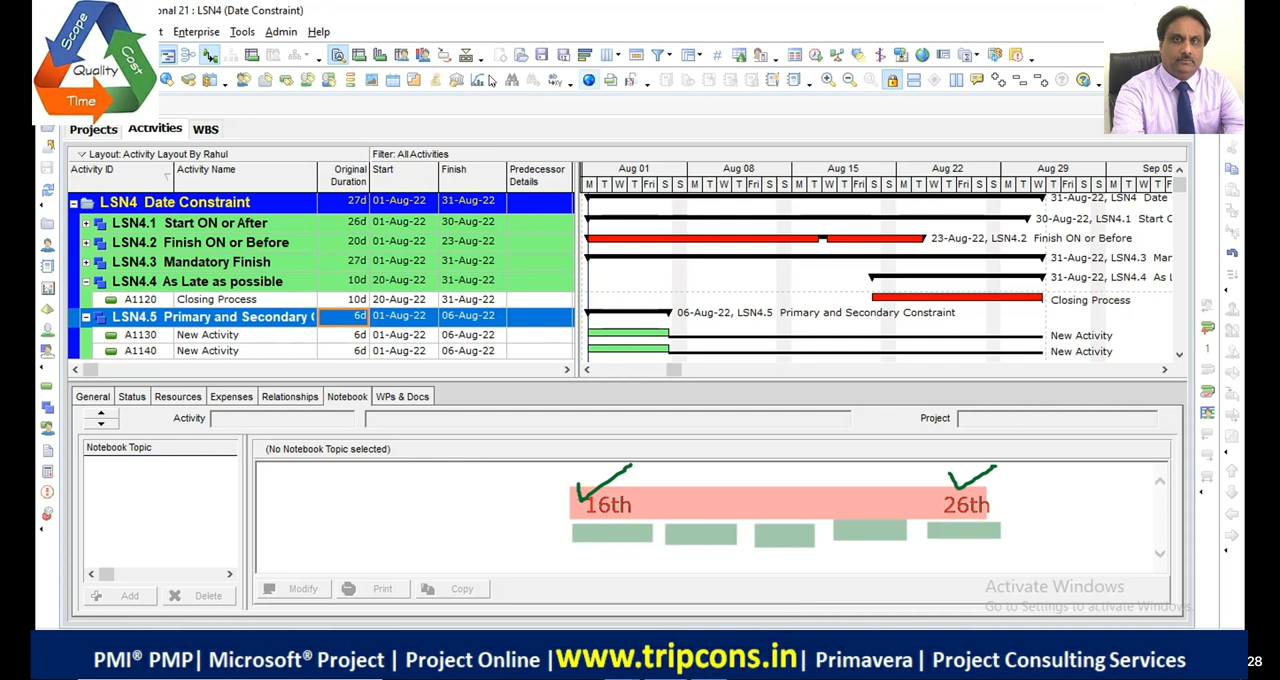 onal 21 : LSN4 (Date Constraint)
Scope
Cost
Quality
Time
t Enterprise Tools Admin Help
Projects Activities WBS
Layout: Activity Layout By Rahul Filter: All Activities
Activity ID Activity Name Original Duration Start Finish Predecessor Details
Aug 01 Aug 08 Aug 15 Aug 22 Aug 29 Sep 05
M T W T Fri S S M T W T Fri S S M T W T Fri S S M T W T Fri S S M T W T Fri S S M T W T F
LSN4 Date Constraint 27d 01-Aug-22 31-Aug-22 31-Aug-22, LSN4 Date
LSN4.1 Start ON or After 26d 01-Aug-22 30-Aug-22 30-Aug-22, LSN4.1 Start C
LSN4.2 Finish ON or Before 20d 01-Aug-22 23-Aug-22 23-Aug-22, LSN4.2 Finish ON or Before
LSN4.3 Mandatory Finish 27d 01-Aug-22 31-Aug-22 31-Aug-22, LSN4.3 Man
LSN4.4 As Late as possible 10d 20-Aug-22 31-Aug-22 31-Aug-22, LSN4.4 As L
A1120 Closing Process 10d 20-Aug-22 31-Aug-22 Closing Process
LSN4.5 Primary and Secondary ( 6d 01-Aug-22 06-Aug-22 06-Aug-22, LSN4.5 Primary and Secondary Constraint
A1130 New Activity 6d 01-Aug-22 06-Aug-22 New Activity
A1140 New Activity 6d 01-Aug-22 06-Aug-22 New Activity
General Status Resources Expenses Relationships Notebook WPs & Docs
Activity Project
Notebook Topic (No Notebook Topic selected)
16th 26th
Add Delete Modify Print Copy
Activate Windows
Go to Settings to activate Windows.
PMI® PMP| Microsoft® Project | Project Online |www.tripcons.in| Primavera | Project Consulting Services
28